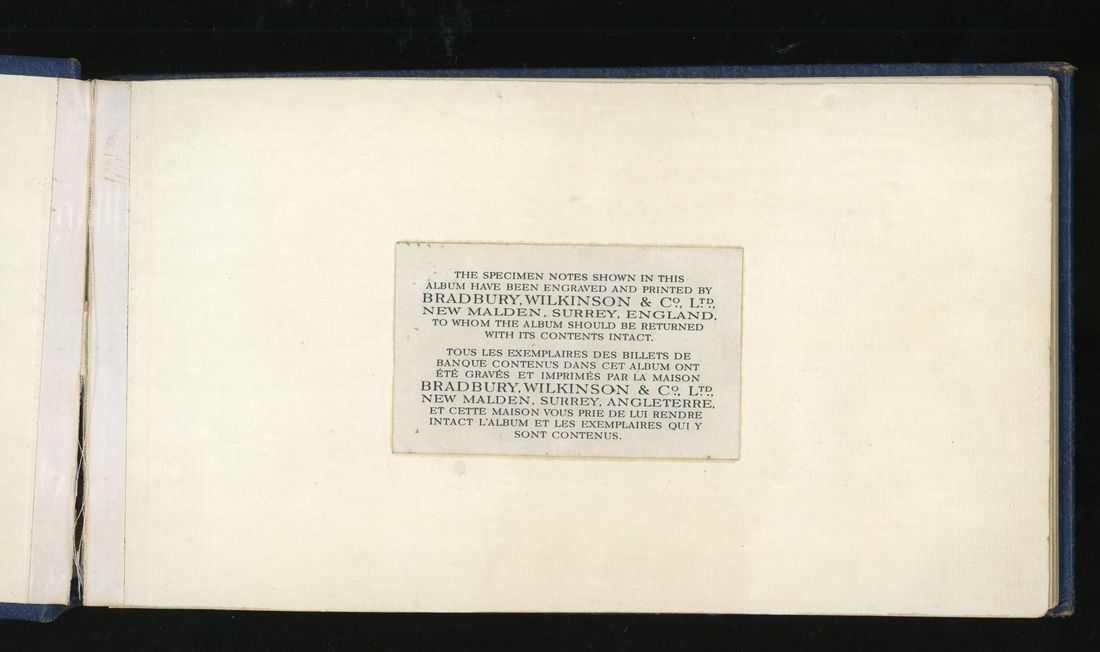 THE SPECIMEN NOTES SHOWN IN THIS
ALBUM HAVE BEEN ENGRAVED AND PRINTED BY
BRADBURY, WILKINSON & Co., LTD.,
NEW MALDEN, SURREY, ENGLAND,
TO WHOM THE ALBUM SHOULD BE RETURNED
WITH ITS CONTENTS INTACT.
TOUS LES EXEMPLAIRES DES BILLETS DE
BANQUE CONTENUS DANS CET ALBUM ONT
ÉTÉ GRAVÉS ET IMPRIMÉS PAR LA MAISON
BRADBURY, WILKINSON & Co., LTD.,
NEW MALDEN, SURREY, ANGLETERRE,
ET CETTE MAISON VOUS PRIE DE LUI RENDRE
INTACT L'ALBUM ET LES EXEMPLAIRES QUI Y
SONT CONTENUS.